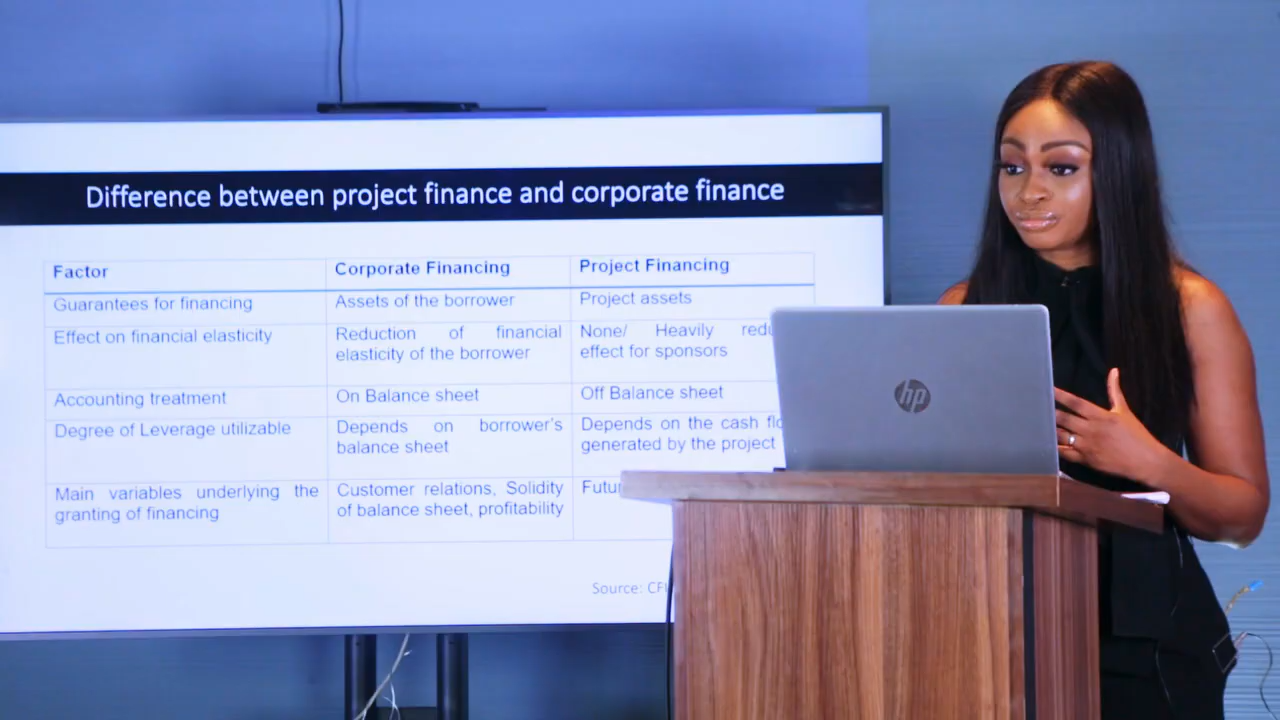 Difference between project finance and corporate finance
Factor
Corporate Financing
Project Financing
Guarantees for financing
Assets of the borrower
Project assets
Effect on financial elasticity
Reduction of financial
elasticity of the borrower
None/ Heavily
effect for sponsors
Accounting treatment
On Balance sheet
Off Balance sheet
Degree of Leverage utilizable
Depends on borrower's
balance sheet
Depends on the cash
generated by the project
Main variables underlying the
granting of financing
Customer relations, Solidity
of balance sheet, profitability
Source:
hp